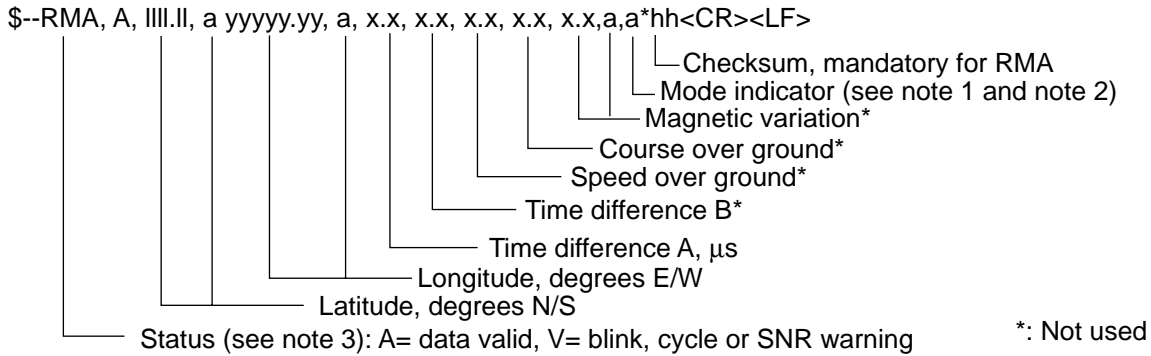 $--RMA, A, llll.ll, a yyyyy.yy, a, x.x, x.x, x.x, x.x, x.x,a,a*hh<CR><LF>
Checksum, mandatory for RMA
Mode indicator (see note 1 and note 2)
Magnetic variation*
Course over ground*
Speed over ground*
Time difference B*
Time difference A, μs
Longitude, degrees E/W
Latitude, degrees N/S
Status (see note 3): A= data valid, V= blink, cycle or SNR warning
*: Not used